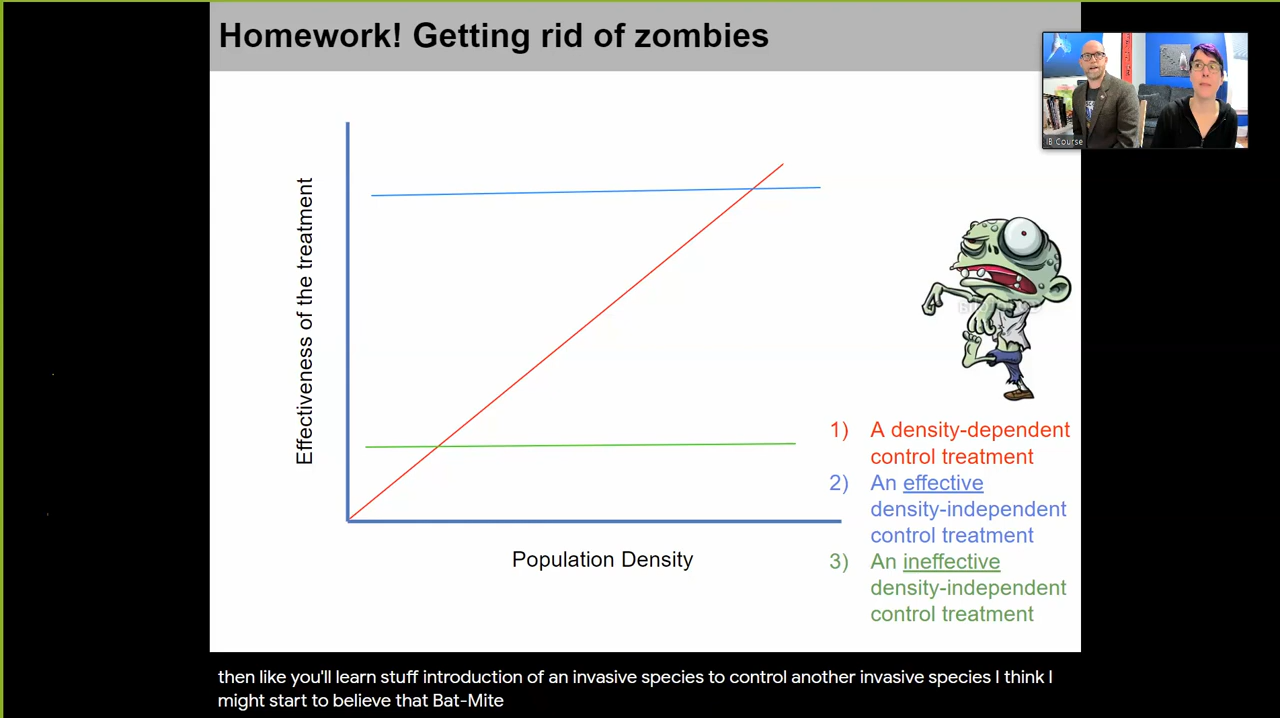 Homework! Getting rid of zombies
IB Course
Effectiveness of the treatment
1) A density-dependent
control treatment
2) An effective
density-independent
control treatment
3) An ineffective
density-independent
control treatment
Population Density
then like you'll learn stuff introduction of an invasive species to control another invasive species I think I
might start to believe that Bat-Mite